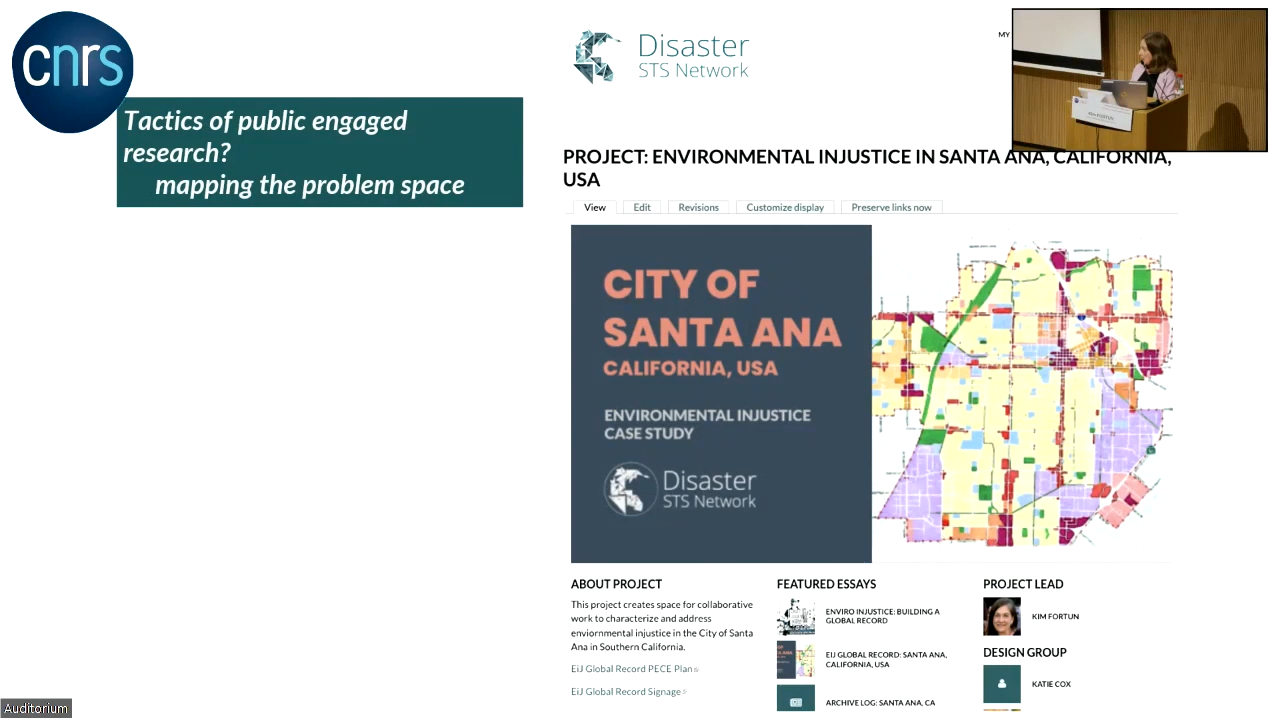 cnrs
Tactics of public engaged
research?
mapping the problem space
Disaster
STS Network
MY
KIM FORTUN
PROJECT: ENVIRONMENTAL INJUSTICE IN SANTA ANA, CALIFORNIA,
USA
View Edit Revisions Customize display Preserve links now
CITY OF
SANTA ANA
CALIFORNIA, USA
ENVIRONMENTAL INJUSTICE
CASE STUDY
Disaster
STS Network
ABOUT PROJECT
This project creates space for collaborative
work to characterize and address
enviornmental injustice in the City of Santa
Ana in Southern California.
EiJ Global Record PECE Plan
EiJ Global Record Signage
FEATURED ESSAYS
ENVIRO INJUSTICE: BUILDING A
GLOBAL RECORD
EIJ GLOBAL RECORD: SANTA ANA,
CALIFORNIA, USA
ARCHIVE LOG: SANTA ANA, CA
PROJECT LEAD
KIM FORTUN
DESIGN GROUP
KATIE COX
Auditorium